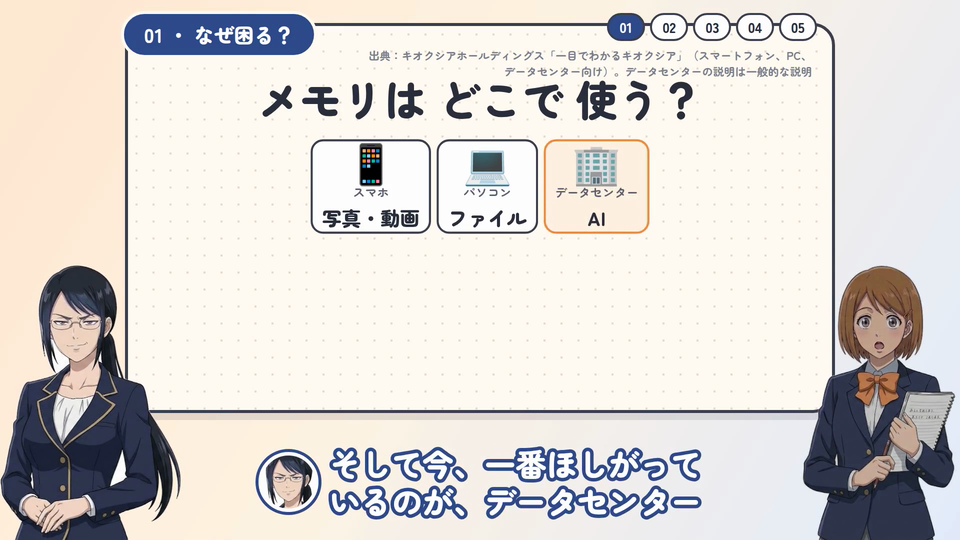 01 ・ なぜ困る？
01 02 03 04 05
出典：キオクシアホールディングス「一目でわかるキオクシア」（スマートフォン、PC、
データセンター向け）。データセンターの説明は一般的な説明
メモリは どこで 使う？
スマホ
写真・動画
パソコン
ファイル
データセンター
AI
そして今、一番ほしがって
いるのが、データセンター